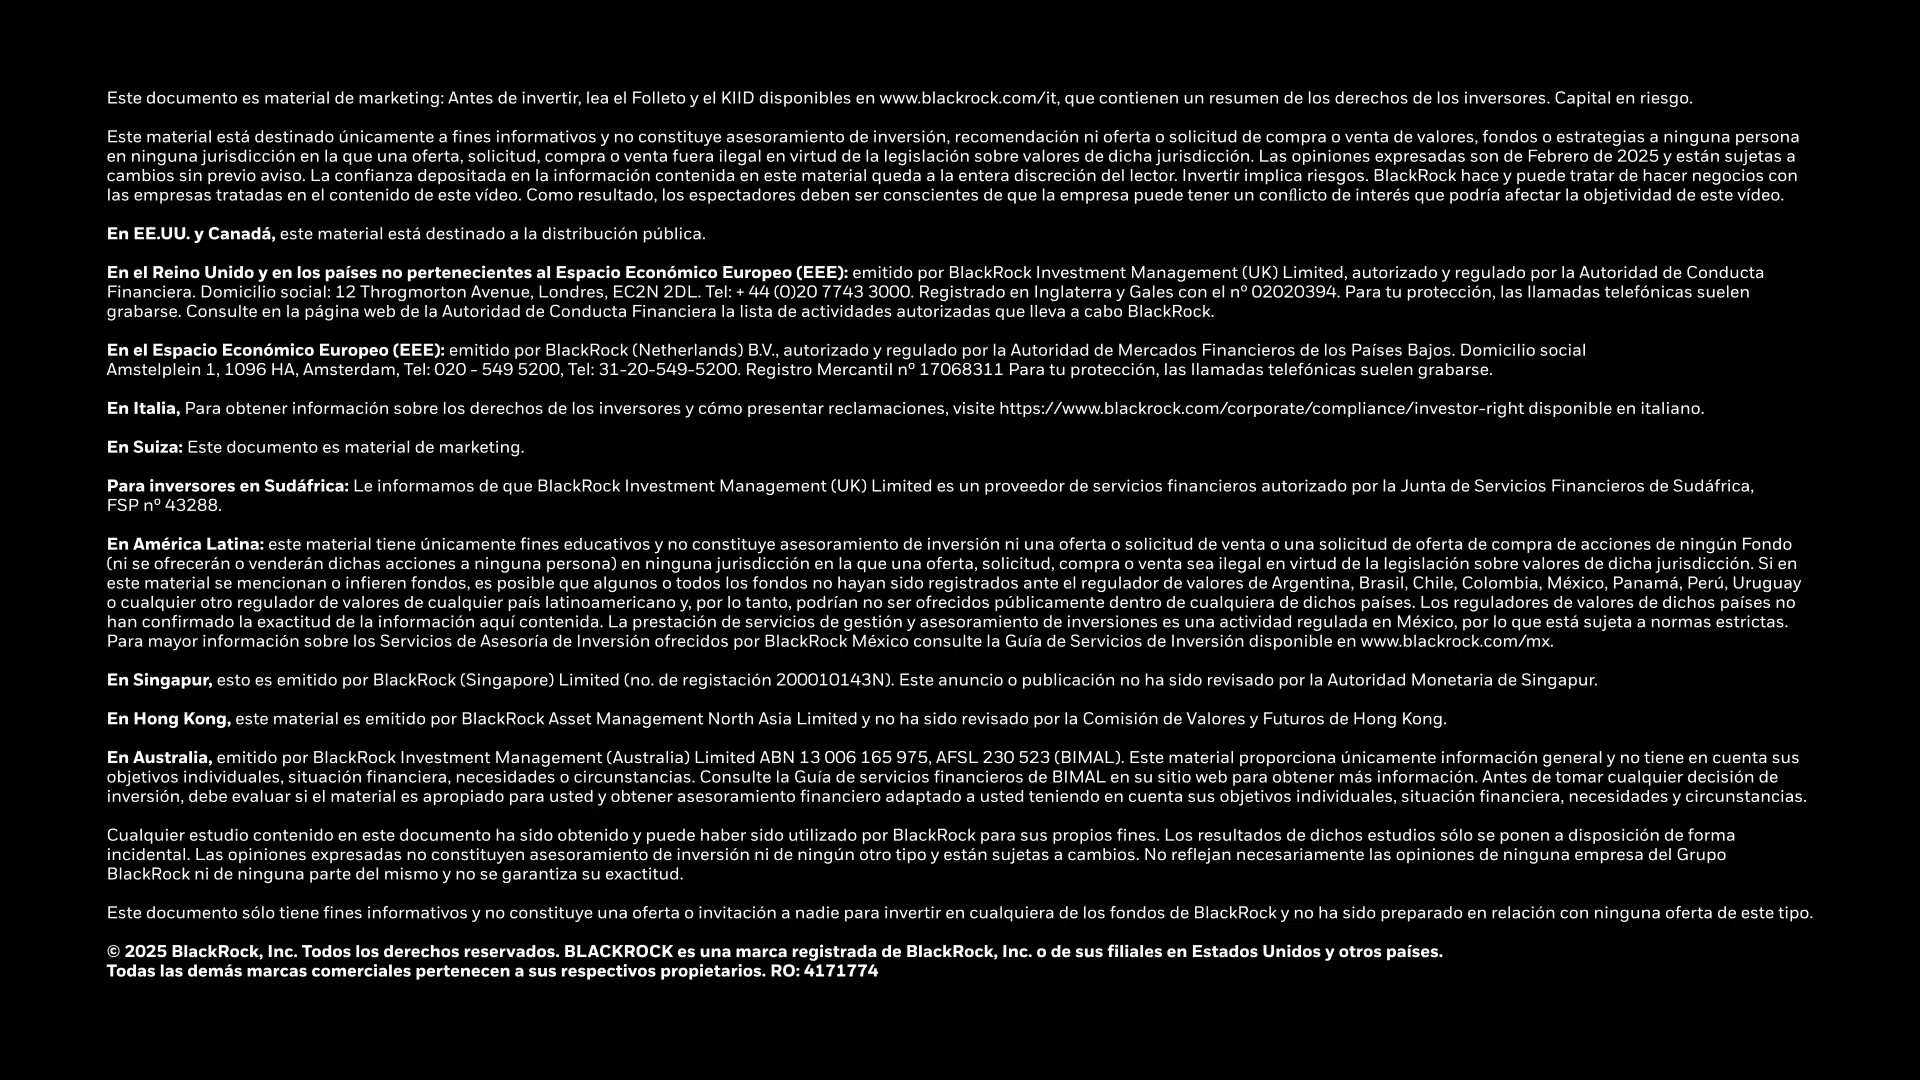 Este documento es material de marketing: Antes de invertir, lea el Folleto y el KIID disponibles en www.blackrock.com/it, que contienen un resumen de los derechos de los inversores. Capital en riesgo.
Este material está destinado únicamente a fines informativos y no constituye asesoramiento de inversión, recomendación ni oferta o solicitud de compra o venta de valores, fondos o estrategias a ninguna persona
en ninguna jurisdicción en la que una oferta, solicitud, compra o venta fuera ilegal en virtud de la legislación sobre valores de dicha jurisdicción. Las opiniones expresadas son de Febrero de 2025 y están sujetas a
cambios sin previo aviso. La confianza depositada en la información contenida en este material queda a la entera discreción del lector. Invertir implica riesgos. BlackRock hace y puede tratar de hacer negocios con
las empresas tratadas en el contenido de este vídeo. Como resultado, los espectadores deben ser conscientes de que la empresa puede tener un conflicto de interés que podría afectar la objetividad de este vídeo.
En EE.UU. y Canadá, este material está destinado a la distribución pública.
En el Reino Unido y en los países no pertenecientes al Espacio Económico Europeo (EEE): emitido por BlackRock Investment Management (UK) Limited, autorizado y regulado por la Autoridad de Conducta
Financiera. Domicilio social: 12 Throgmorton Avenue, Londres, EC2N 2DL. Tel: + 44 (0)20 7743 3000. Registrado en Inglaterra y Gales con el nº 02020394. Para tu protección, las llamadas telefónicas suelen
grabarse. Consulte en la página web de la Autoridad de Conducta Financiera la lista de actividades autorizadas que lleva a cabo BlackRock.
En el Espacio Económico Europeo (EEE): emitido por BlackRock (Netherlands) B.V., autorizado y regulado por la Autoridad de Mercados Financieros de los Países Bajos. Domicilio social
Amstelplein 1, 1096 HA, Amsterdam, Tel: 020 - 549 5200, Tel: 31-20-549-5200. Registro Mercantil nº 17068311 Para tu protección, las llamadas telefónicas suelen grabarse.
En Italia, Para obtener información sobre los derechos de los inversores y cómo presentar reclamaciones, visite https://www.blackrock.com/corporate/compliance/investor-right disponible en italiano.
En Suiza: Este documento es material de marketing.
Para inversores en Sudáfrica: Le informamos de que BlackRock Investment Management (UK) Limited es un proveedor de servicios financieros autorizado por la Junta de Servicios Financieros de Sudáfrica,
FSP nº 43288.
En América Latina: este material tiene únicamente fines educativos y no constituye asesoramiento de inversión ni una oferta o solicitud de venta o una solicitud de oferta de compra de acciones de ningún Fondo
(ni se ofrecerán o venderán dichas acciones a ninguna persona) en ninguna jurisdicción en la que una oferta, solicitud, compra o venta sea ilegal en virtud de la legislación sobre valores de dicha jurisdicción. Si en
este material se mencionan o infieren fondos, es posible que algunos o todos los fondos no hayan sido registrados ante el regulador de valores de Argentina, Brasil, Chile, Colombia, México, Panamá, Perú, Uruguay
o cualquier otro regulador de valores de cualquier país latinoamericano y, por lo tanto, podrían no ser ofrecidos públicamente dentro de cualquiera de dichos países. Los reguladores de valores de dichos países no
han confirmado la exactitud de la información aquí contenida. La prestación de servicios de gestión y asesoramiento de inversiones es una actividad regulada en México, por lo que está sujeta a normas estrictas.
Para mayor información sobre los Servicios de Asesoría de Inversión ofrecidos por BlackRock México consulte la Guía de Servicios de Inversión disponible en www.blackrock.com/mx.
En Singapur, esto es emitido por BlackRock (Singapore) Limited (no. de registación 200010143N). Este anuncio o publicación no ha sido revisado por la Autoridad Monetaria de Singapur.
En Hong Kong, este material es emitido por BlackRock Asset Management North Asia Limited y no ha sido revisado por la Comisión de Valores y Futuros de Hong Kong.
En Australia, emitido por BlackRock Investment Management (Australia) Limited ABN 13 006 165 975, AFSL 230 523 (BIMAL). Este material proporciona únicamente información general y no tiene en cuenta sus
objetivos individuales, situación financiera, necesidades o circunstancias. Consulte la Guía de servicios financieros de BIMAL en su sitio web para obtener más información. Antes de tomar cualquier decisión de
inversión, debe evaluar si el material es apropiado para usted y obtener asesoramiento financiero adaptado a usted teniendo en cuenta sus objetivos individuales, situación financiera, necesidades y circunstancias.
Cualquier estudio contenido en este documento ha sido obtenido y puede haber sido utilizado por BlackRock para sus propios fines. Los resultados de dichos estudios sólo se ponen a disposición de forma
incidental. Las opiniones expresadas no constituyen asesoramiento de inversión ni de ningún otro tipo y están sujetas a cambios. No reflejan necesariamente las opiniones de ninguna empresa del Grupo
BlackRock ni de ninguna parte del mismo y no se garantiza su exactitud.
Este documento sólo tiene fines informativos y no constituye una oferta o invitación a nadie para invertir en cualquiera de los fondos de BlackRock y no ha sido preparado en relación con ninguna oferta de este tipo.
© 2025 BlackRock, Inc. Todos los derechos reservados. BLACKROCK es una marca registrada de BlackRock, Inc. o de sus filiales en Estados Unidos y otros países.
Todas las demás marcas comerciales pertenecen a sus respectivos propietarios. RO: 4171774